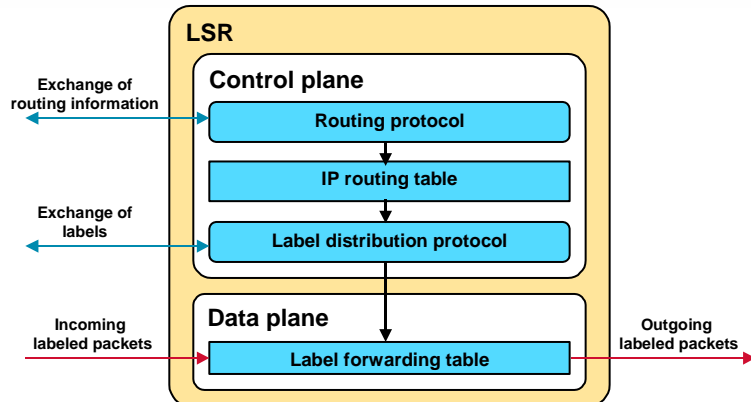 LSR
Control plane
Exchange of
routing information
Routing protocol
IP routing table
Exchange of
labels
Label distribution protocol
Data plane
Incoming
labeled packets
Label forwarding table
Outgoing
labeled packets